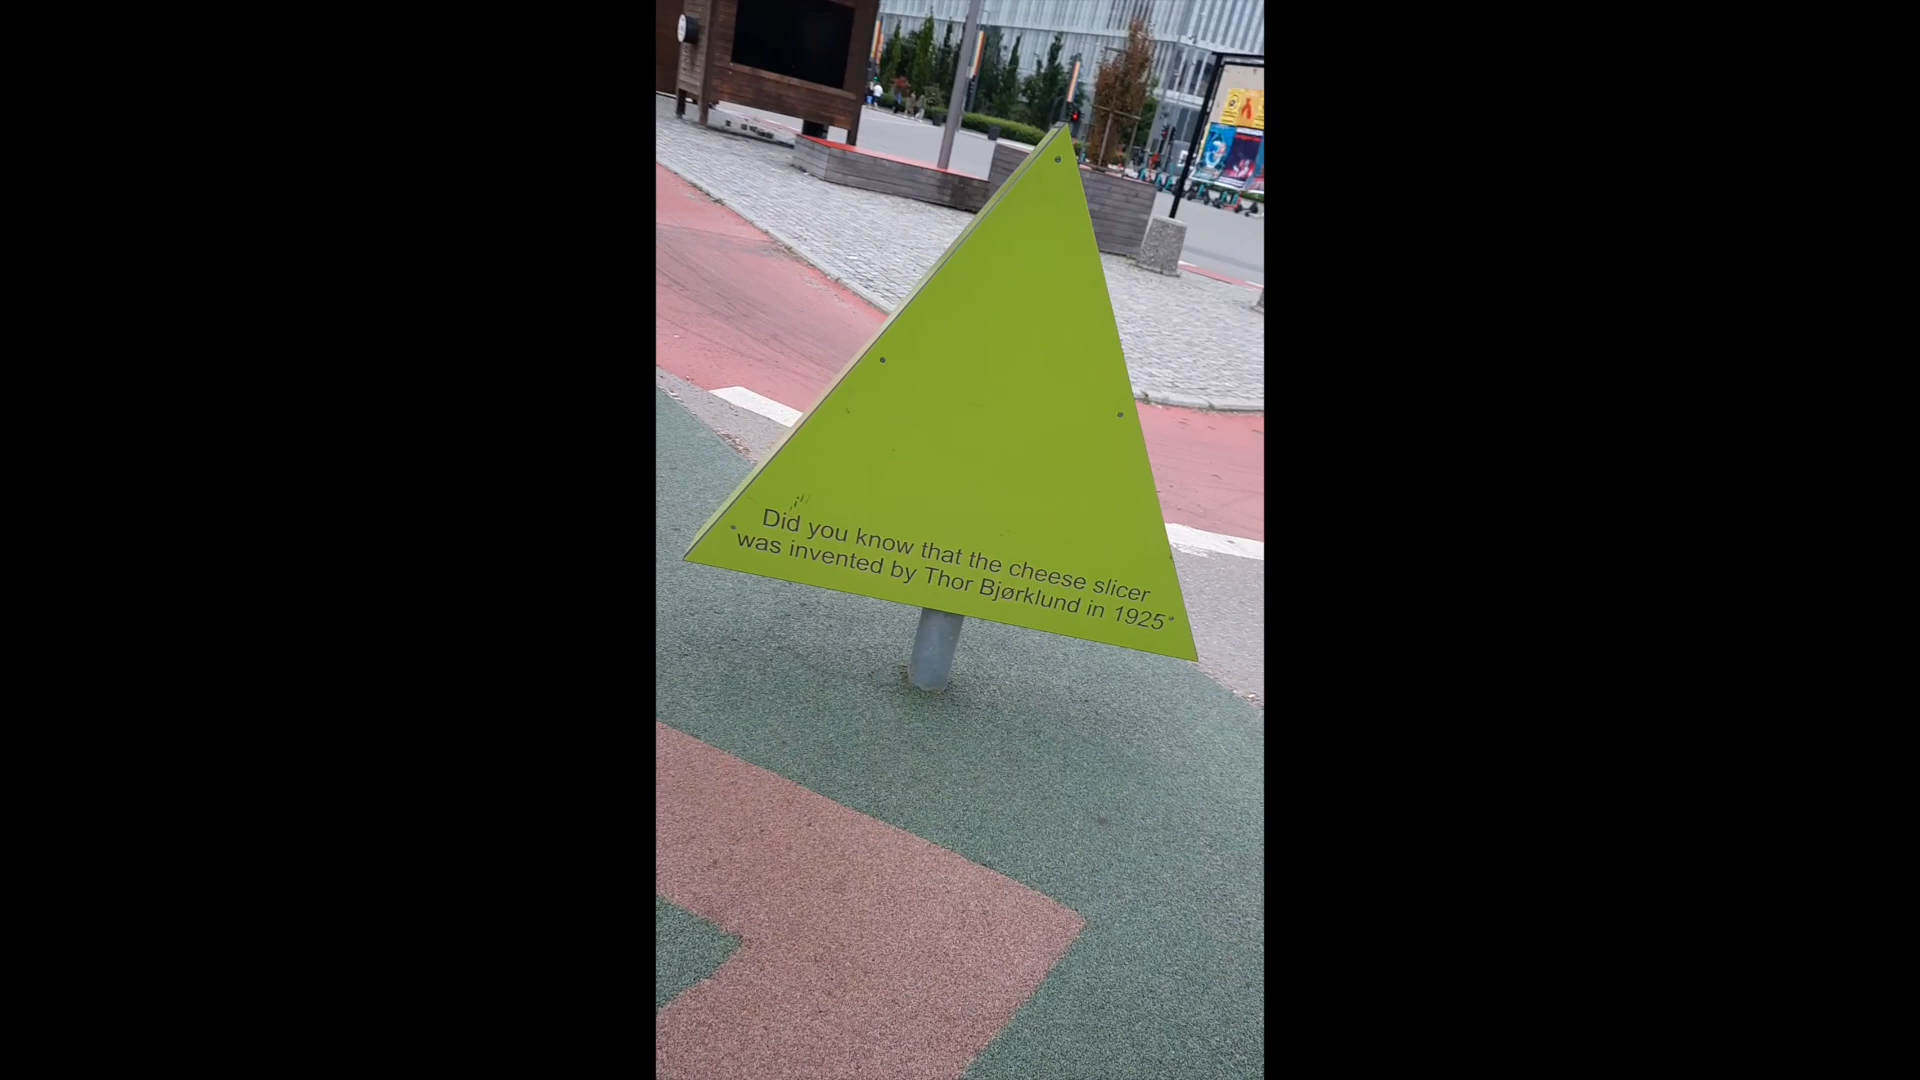 Did you know that the cheese slicer
was invented by Thor Bjørklund in 1925